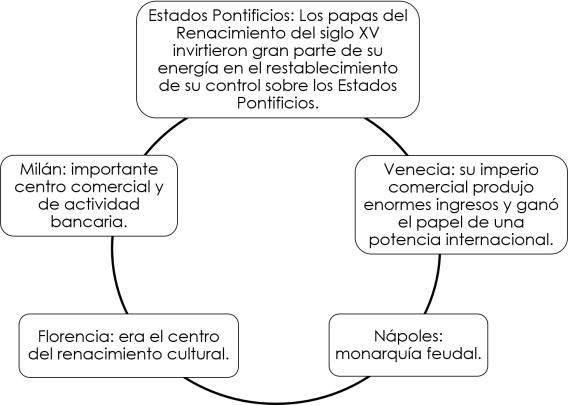 Estados Pontificios: Los papas del
Renacimiento del siglo XV
invirtieron gran parte de su
energía en el restablecimiento
de su control sobre los Estados
Pontificios.
Milán: importante
centro comercial y
de actividad
bancaria.
Venecia: su imperio
comercial produjo
enormes ingresos y ganó
el papel de una
potencia internacional.
Florencia: era el centro
del renacimiento cultural.
Nápoles:
monarquía feudal.